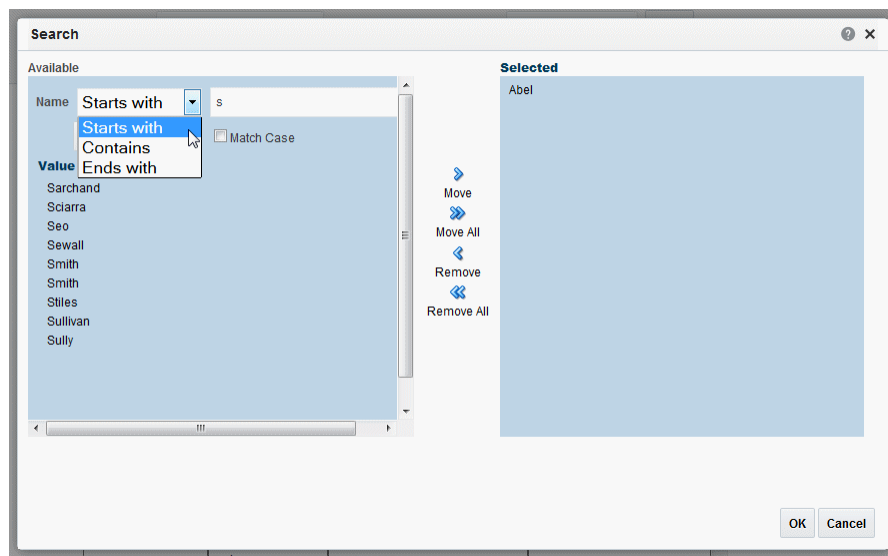 Search
Available
Selected
Name Starts with s
Abel
Starts with
Match Case
Contains
Ends with
Value
Sarchand
Sciarra
Seo
Sewall
Smith
Smith
Stiles
Sullivan
Sully
Move
Move All
Remove
Remove All
OK Cancel